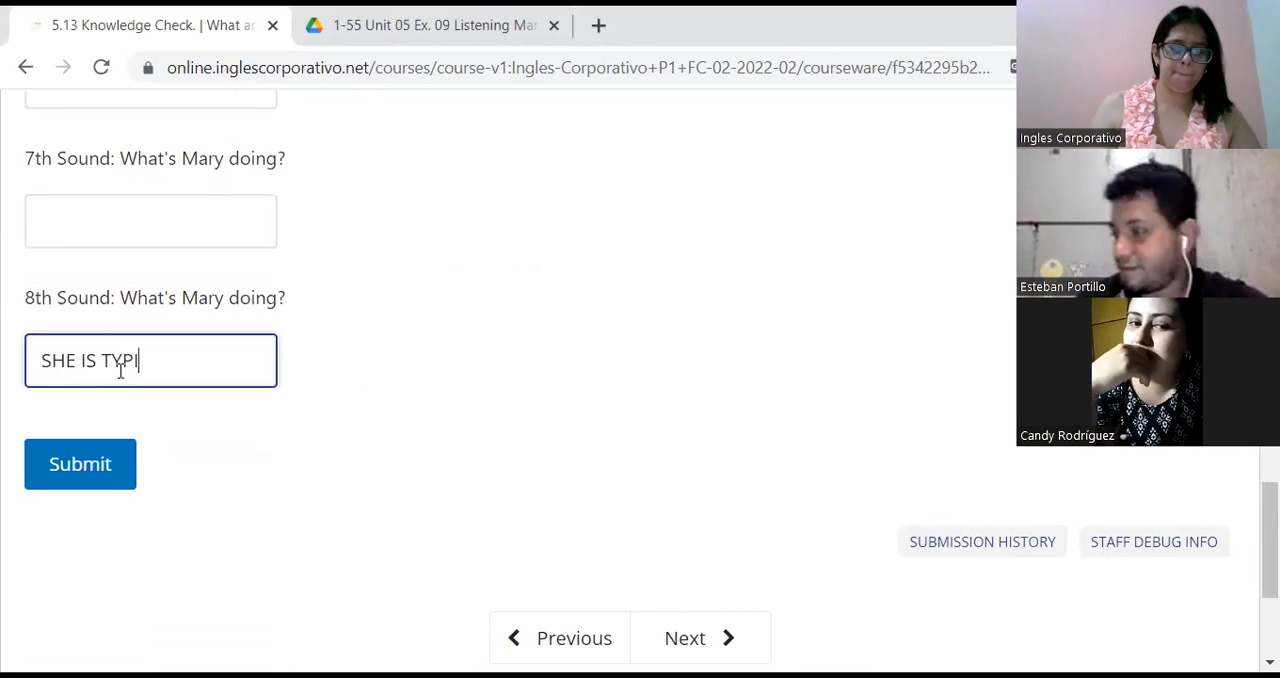 5.13 Knowledge Check. | What ar
1-55 Unit 05 Ex. 09 Listening Mar
online.inglescorporativo.net/courses/course-v1:Ingles-Corporativo+P1+FC-02-2022-02/courseware/f5342295b2...
Ingles Corporativo
7th Sound: What's Mary doing?
Esteban Portillo
8th Sound: What's Mary doing?
SHE IS TYPI
Candy Rodríguez
Submit
SUBMISSION HISTORY
STAFF DEBUG INFO
Previous
Next